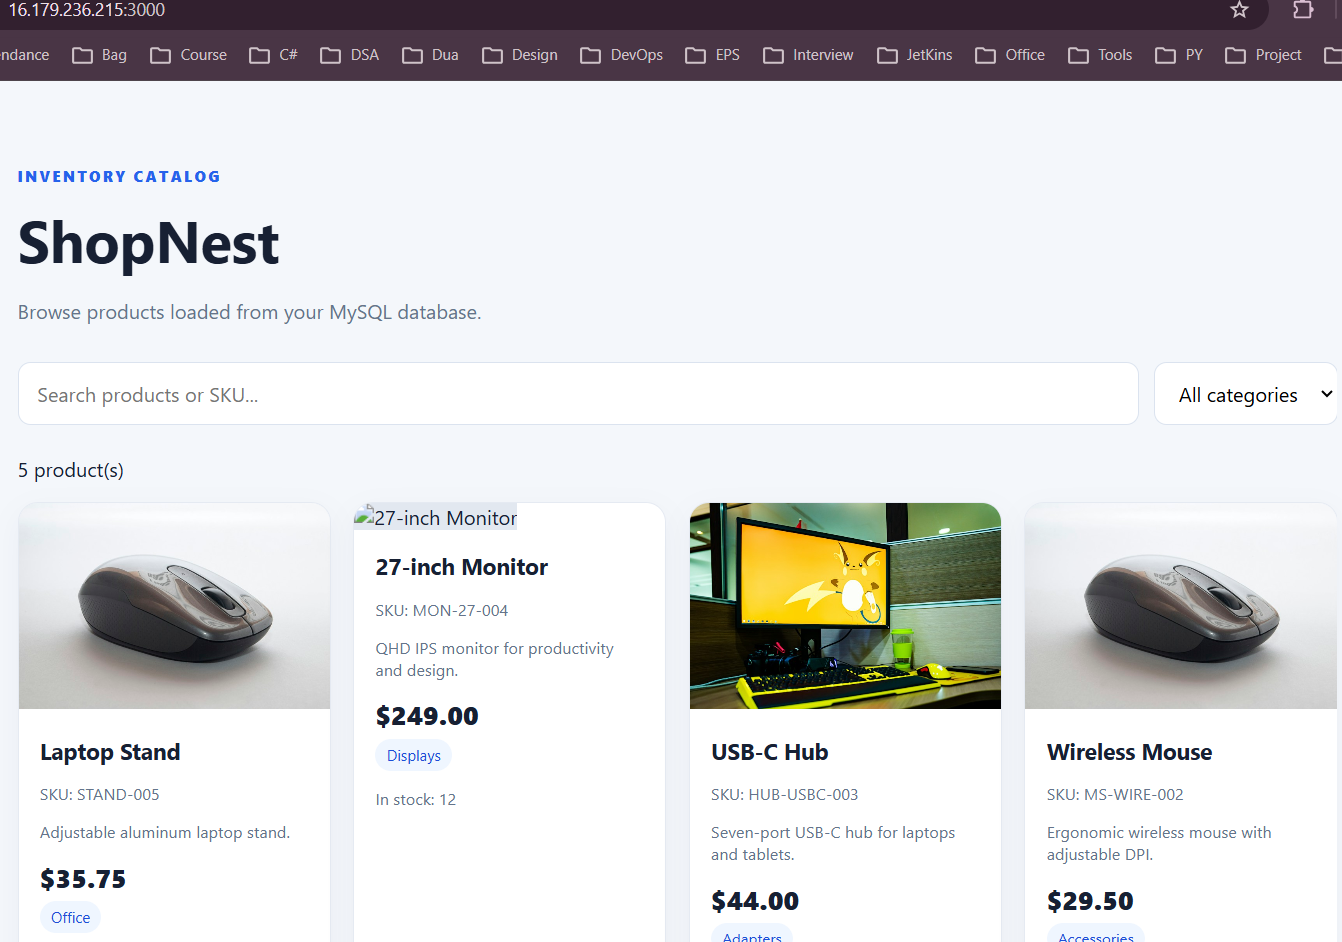 16.179.236.215:3000
ndance Bag Course C# DSA Dua Design DevOps EPS Interview JetKins Office Tools PY Project
INVENTORY CATALOG
ShopNest
Browse products loaded from your MySQL database.
Search products or SKU...
All categories
5 product(s)
Laptop Stand
SKU: STAND-005
Adjustable aluminum laptop stand.
$35.75
Office
27-inch Monitor
27-inch Monitor
SKU: MON-27-004
QHD IPS monitor for productivity
and design.
$249.00
Displays
In stock: 12
USB-C Hub
SKU: HUB-USBC-003
Seven-port USB-C hub for laptops
and tablets.
$44.00
Adapters
Wireless Mouse
SKU: MS-WIRE-002
Ergonomic wireless mouse with
adjustable DPI.
$29.50
Accessories